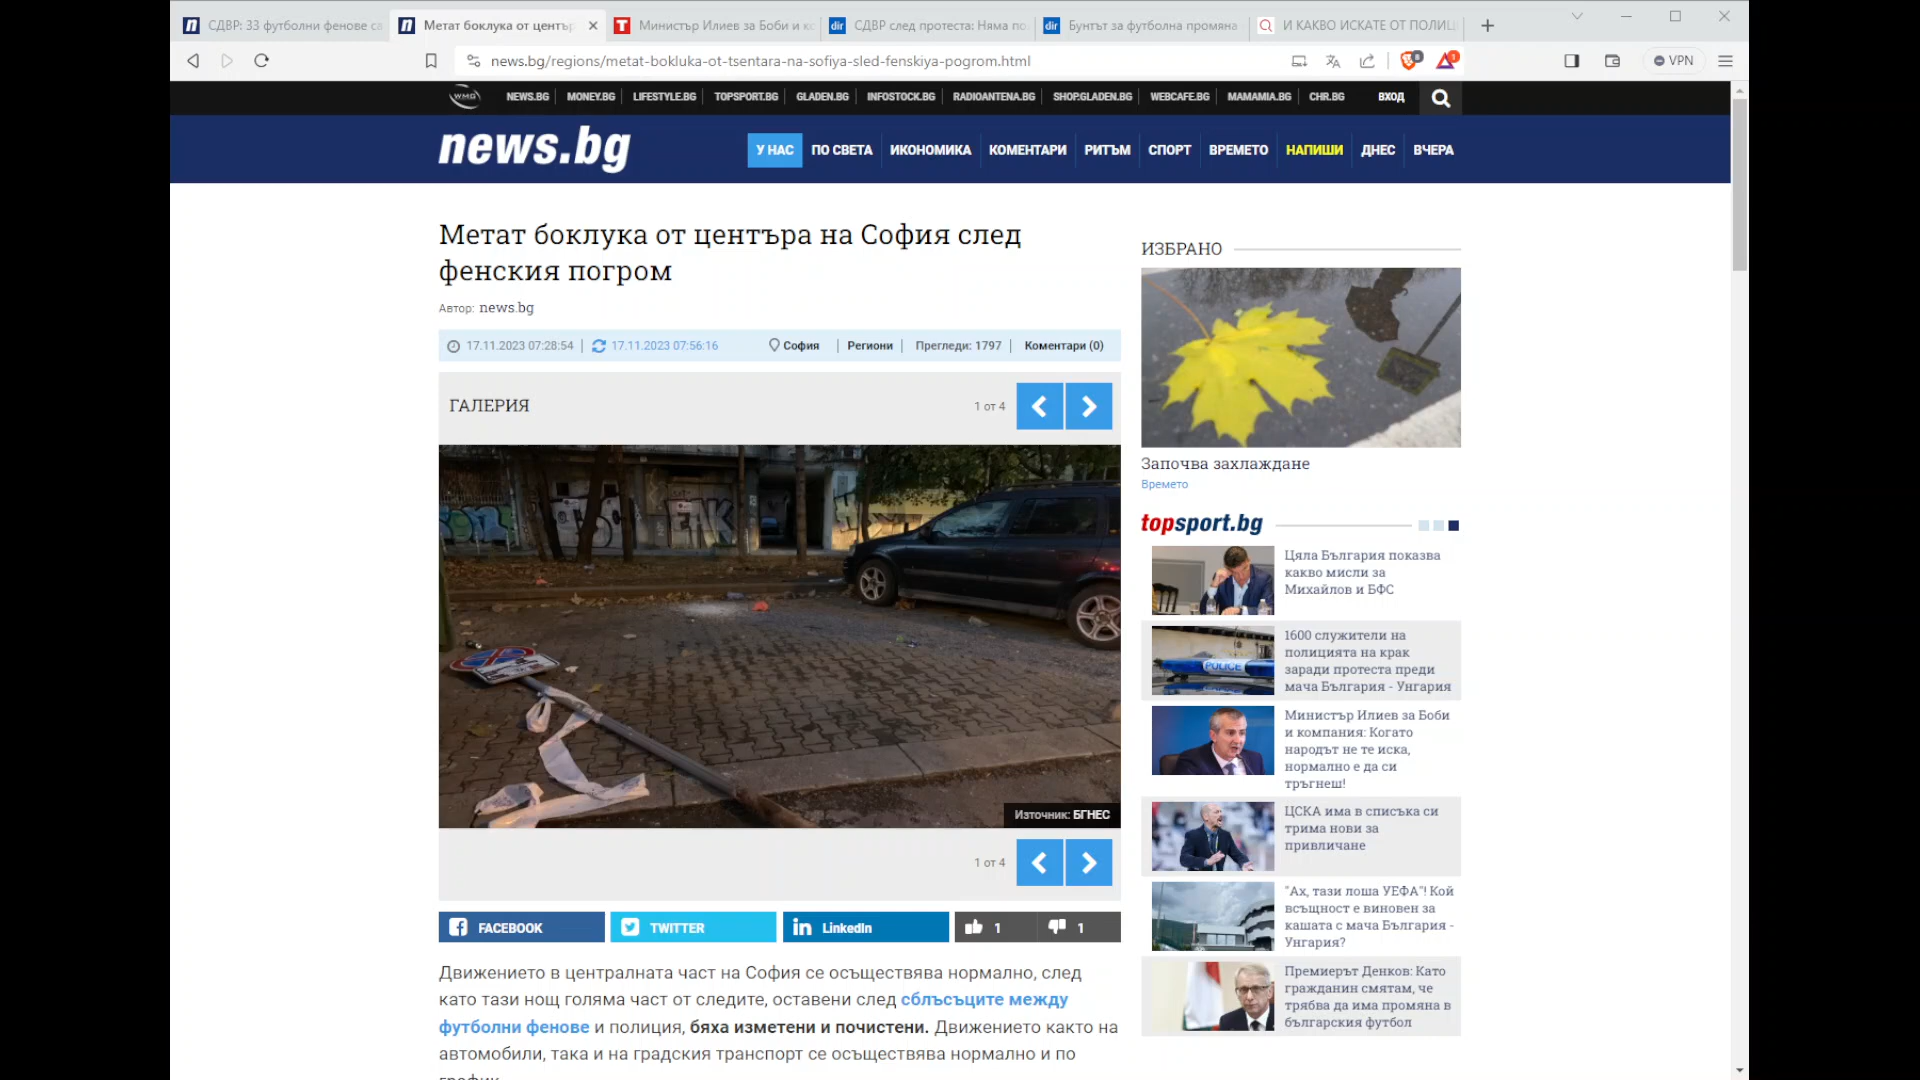 СДВР: 33 футболни фенове са
Метат боклука от центъ
Министър Илиев за Боби и к
СДВР след протеста: Няма по
Бунтът за футболна промяна
И КАКВО ИСКАТЕ ОТ ПОЛИЦ
news.bg/regions/metat-bokluka-ot-tsentara-na-sofiya-sled-fenskiya-pogrom.html
8
1
VPN
WMG
NEWS.BG
MONEY.BG
LIFESTYLE.BG
TOPSPORT.BG
GLADEN.BG
INFOSTOCK.BG
RADIOANTENA.BG
SHOP.GLADEN.BG
WEBCAFE.BG
MAMAMIA.BG
CHR.BG
ВХОД
news.bg
У НАС
ПО СВЕТА
ИКОНОМИКА
КОМЕНТАРИ
РИТЪМ
СПОРТ
ВРЕМЕТО
НАПИШИ
ДНЕС
ВЧЕРА
Метат боклука от центъра на София след
фенския погром
Автор: news.bg
17.11.2023 07:28:54 | 17.11.2023 07:56:16
София | Региони | Прегледи: 1797 | Коментари (0)
ГАЛЕРИЯ
1 от 4
Източник: БГНЕС
1 от 4
FACEBOOK
TWITTER
LinkedIn
1
1
Движението в централната част на София се осъществява нормално, след
като тази нощ голяма част от следите, оставени след сблъсъците между
футболни фенове и полиция, бяха изметени и почистени. Движението както на
автомобили, така и на градския транспорт се осъществява нормално и по
график.
ИЗБРАНО
Започва захлаждане
Времето
topsport.bg
Цяла България показва
какво мисли за
Михайлов и БФС
POLICE
1600 служители на
полицията на крак
заради протеста преди
мача България - Унгария
Министър Илиев за Боби
и компания: Когато
народът не те иска,
нормално е да си
тръгнеш!
ЦСКА има в списъка си
трима нови за
привличане
"Ах, тази лоша УЕФА"! Кой
всъщност е виновен за
кашата с мача България -
Унгария?
Премиерът Денков: Като
гражданин смятам, че
трябва да има промяна в
българския футбол